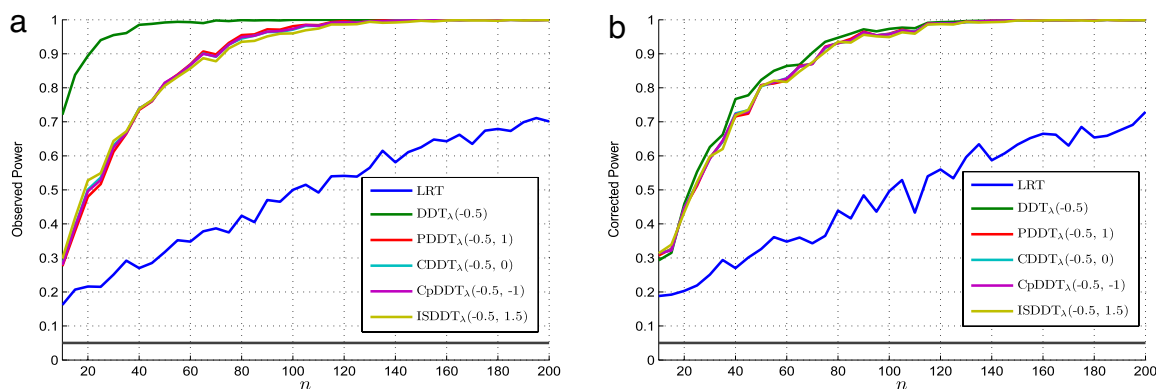 a
Observed Power
1
0.9
0.8
0.7
0.6
0.5
0.4
0.3
0.2
0.1
0
20 40 60 80 100 120 140 160 180 200
n
LRT
DDTλ(-0.5)
PDDTλ(-0.5, 1)
CDDTλ(-0.5, 0)
CpDDTλ(-0.5, -1)
ISDDTλ(-0.5, 1.5)
b
Corrected Power
1
0.9
0.8
0.7
0.6
0.5
0.4
0.3
0.2
0.1
0
20 40 60 80 100 120 140 160 180 200
n
LRT
DDTλ(-0.5)
PDDTλ(-0.5, 1)
CDDTλ(-0.5, 0)
CpDDTλ(-0.5, -1)
ISDDTλ(-0.5, 1.5)